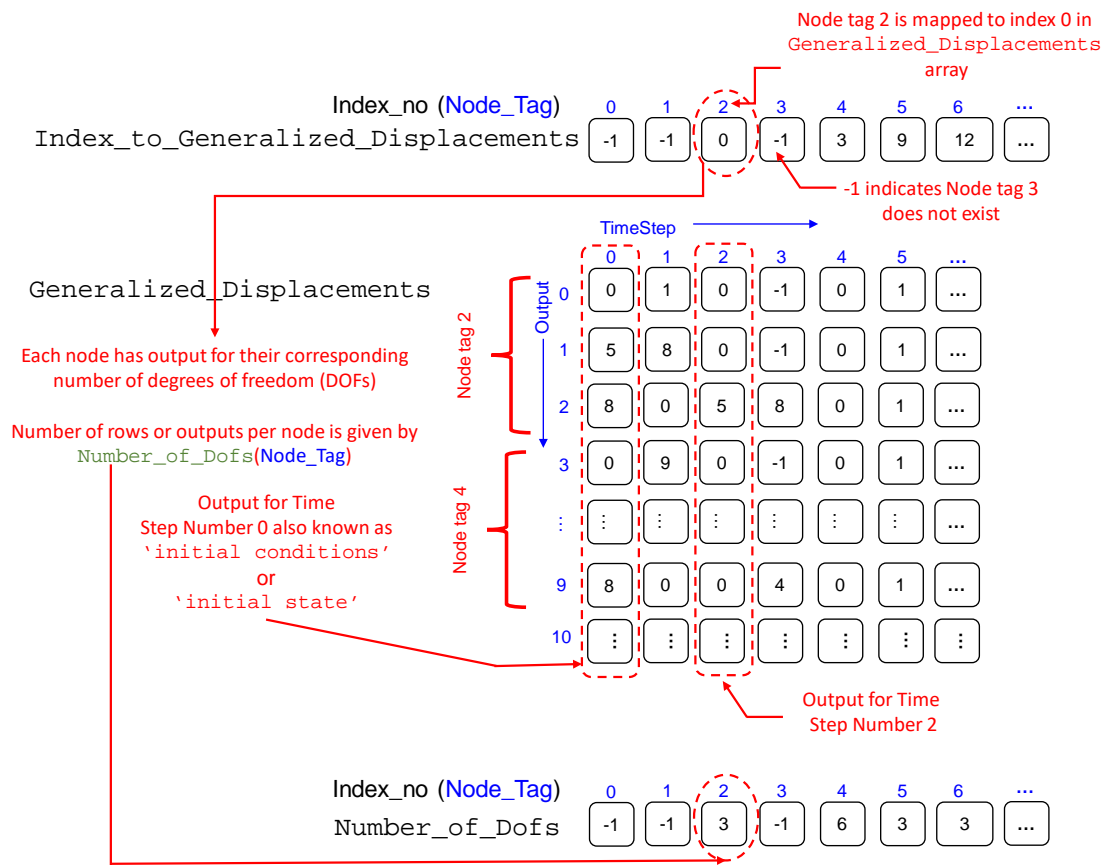 Node tag 2 is mapped to index 0 in
Generalized_Displacements
array
Index_no (Node_Tag) 0 1 2 3 4 5 6 ...
Index_to_Generalized_Displacements -1 -1 0 -1 3 9 12 ...
-1 indicates Node tag 3
does not exist
TimeStep
0 1 2 3 4 5 ...
Generalized_Displacements
Output
Node tag 2
0 0 1 0 -1 0 1 ...
1 5 8 0 -1 0 1 ...
2 8 0 5 8 0 1 ...
Each node has output for their corresponding
number of degrees of freedom (DOFs)
Number of rows or outputs per node is given by
Number_of_Dofs(Node_Tag)
Node tag 4
3 0 9 0 -1 0 1 ...
⋮ ⋮ ⋮ ⋮ ⋮ ⋮ ⋮ ...
9 8 0 0 4 0 1 ...
10 ⋮ ⋮ ⋮ ⋮ ⋮ ⋮ ⋮
Output for Time
Step Number 0 also known as
‘initial conditions’
or
‘initial state’
Output for Time
Step Number 2
Index_no (Node_Tag) 0 1 2 3 4 5 6 ...
Number_of_Dofs -1 -1 3 -1 6 3 3 ...